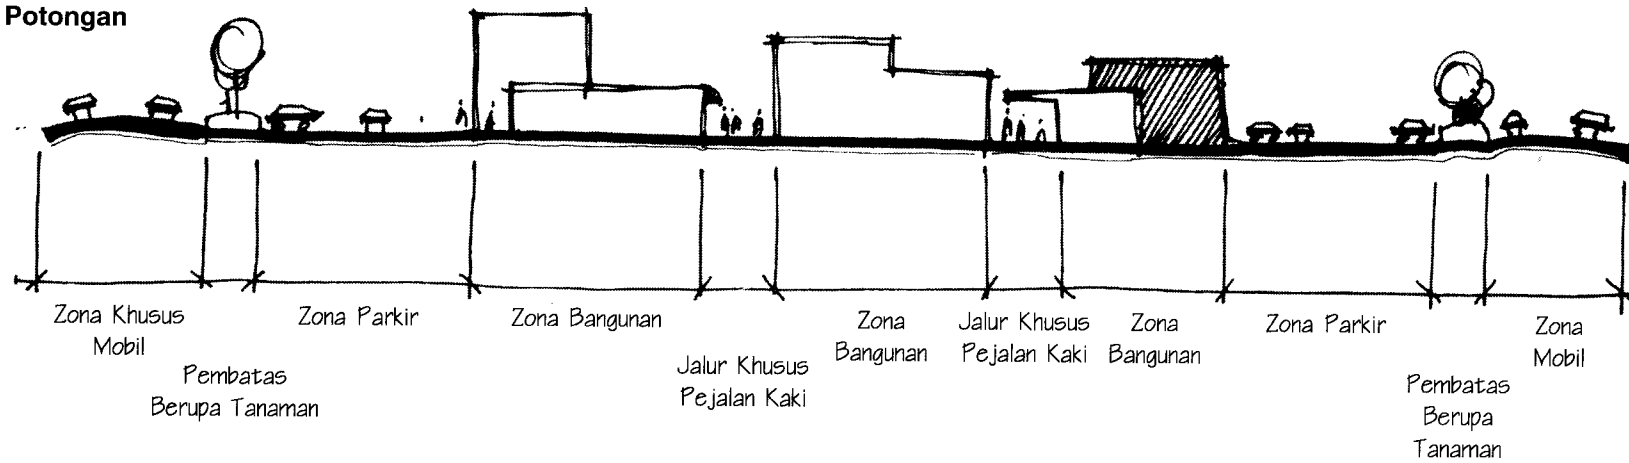 Potongan
Zona Khusus
Mobil
Pembatas
Berupa Tanaman
Zona Parkir
Zona Bangunan
Jalur Khusus
Pejalan Kaki
Zona
Bangunan
Jalur Khusus
Pejalan Kaki
Zona
Bangunan
Zona Parkir
Pembatas
Berupa
Tanaman
Zona
Mobil